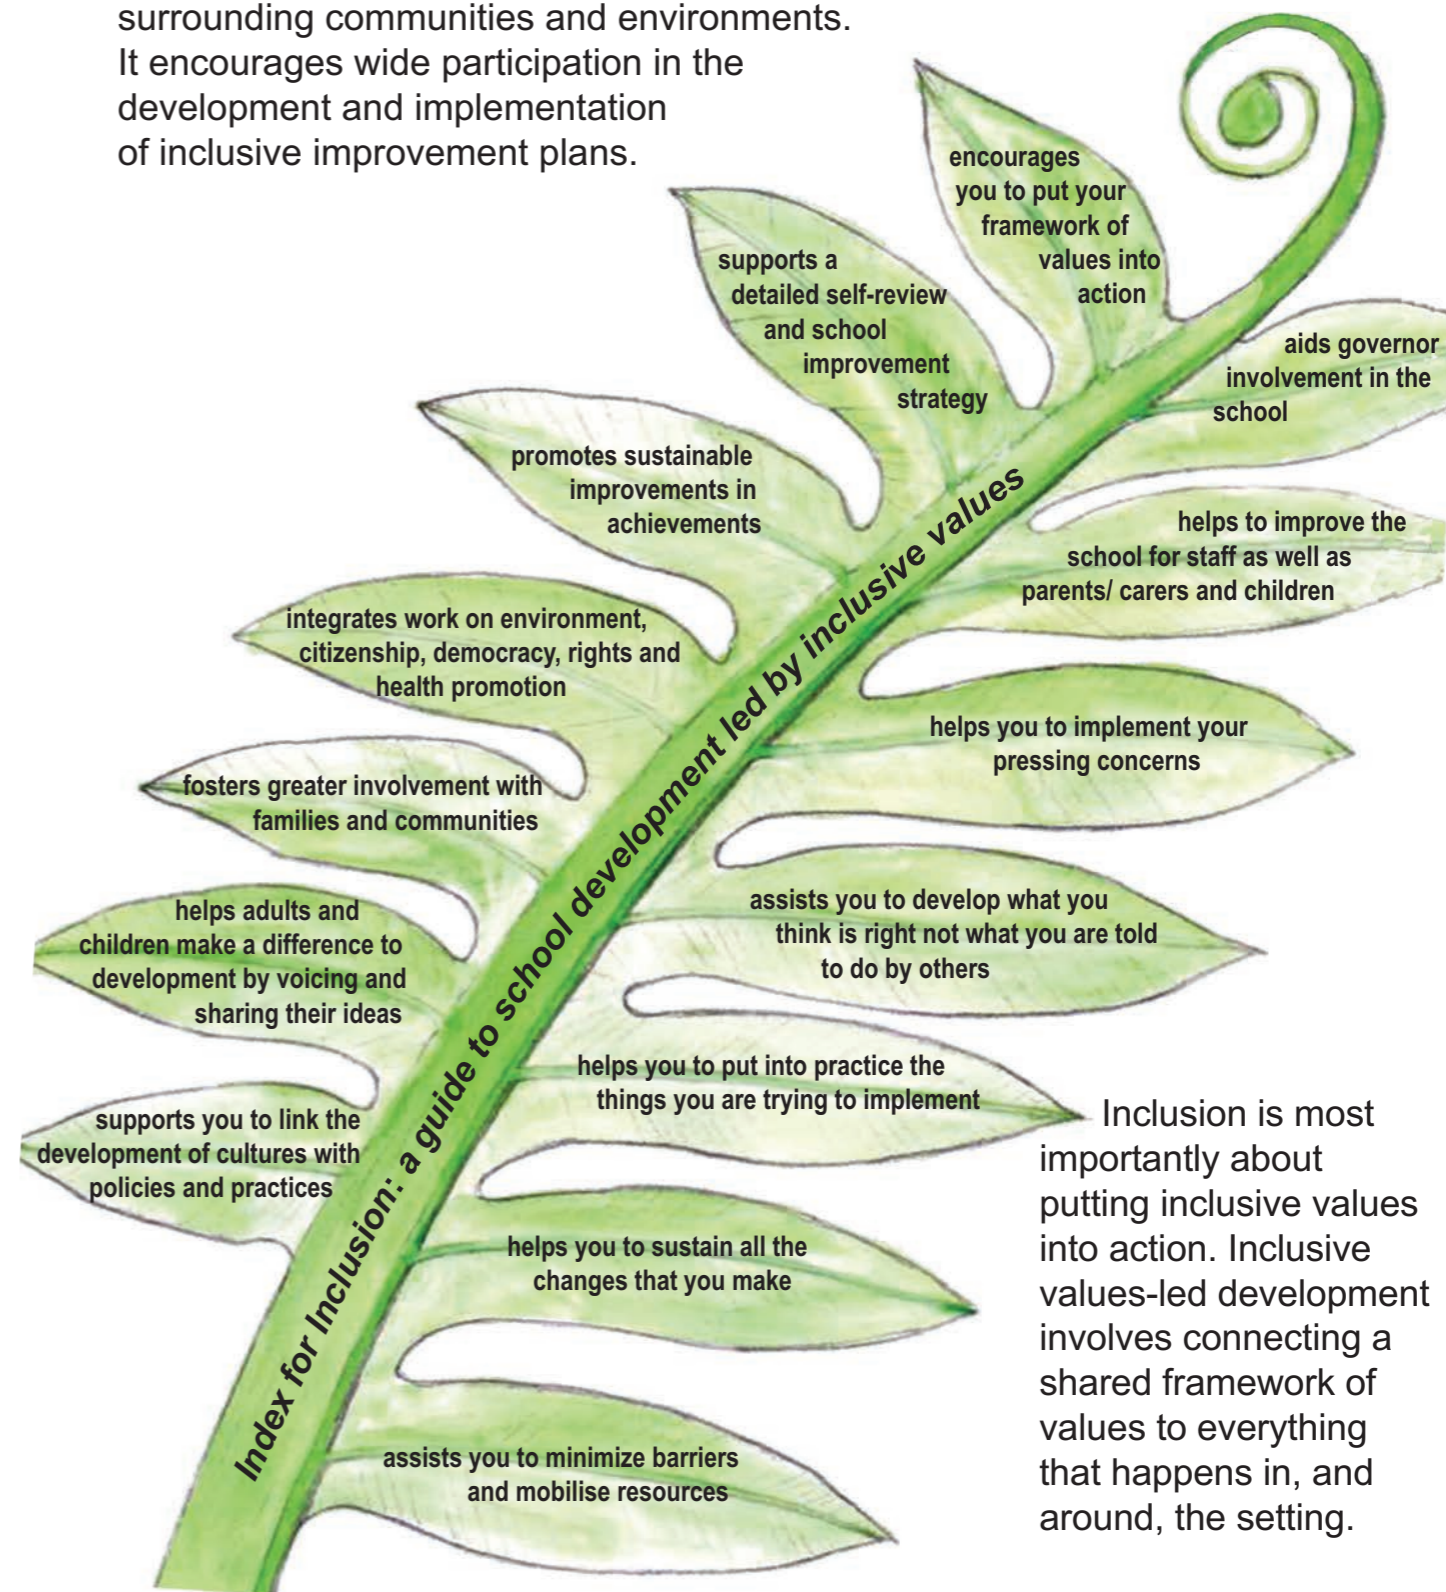 surrounding communities and environments.
It encourages wide participation in the
development and implementation
of inclusive improvement plans.
encourages
you to put your
framework of
values into
action
supports a
detailed self-review
and school
improvement
strategy
aids governor
involvement in the
school
promotes sustainable
improvements in
achievements
helps to improve the
school for staff as well as
parents/ carers and children
integrates work on environment,
citizenship, democracy, rights and
health promotion
helps you to implement your
pressing concerns
fosters greater involvement with
families and communities
assists you to develop what you
think is right not what you are told
to do by others
helps adults and
children make a difference to
development by voicing and
sharing their ideas
helps you to put into practice the
things you are trying to implement
supports you to link the
development of cultures with
policies and practices
helps you to sustain all the
changes that you make
assists you to minimize barriers
and mobilise resources
Index for Inclusion: a guide to school development led by inclusive values
Inclusion is most
importantly about
putting inclusive values
into action. Inclusive
values-led development
involves connecting a
shared framework of
values to everything
that happens in, and
around, the setting.